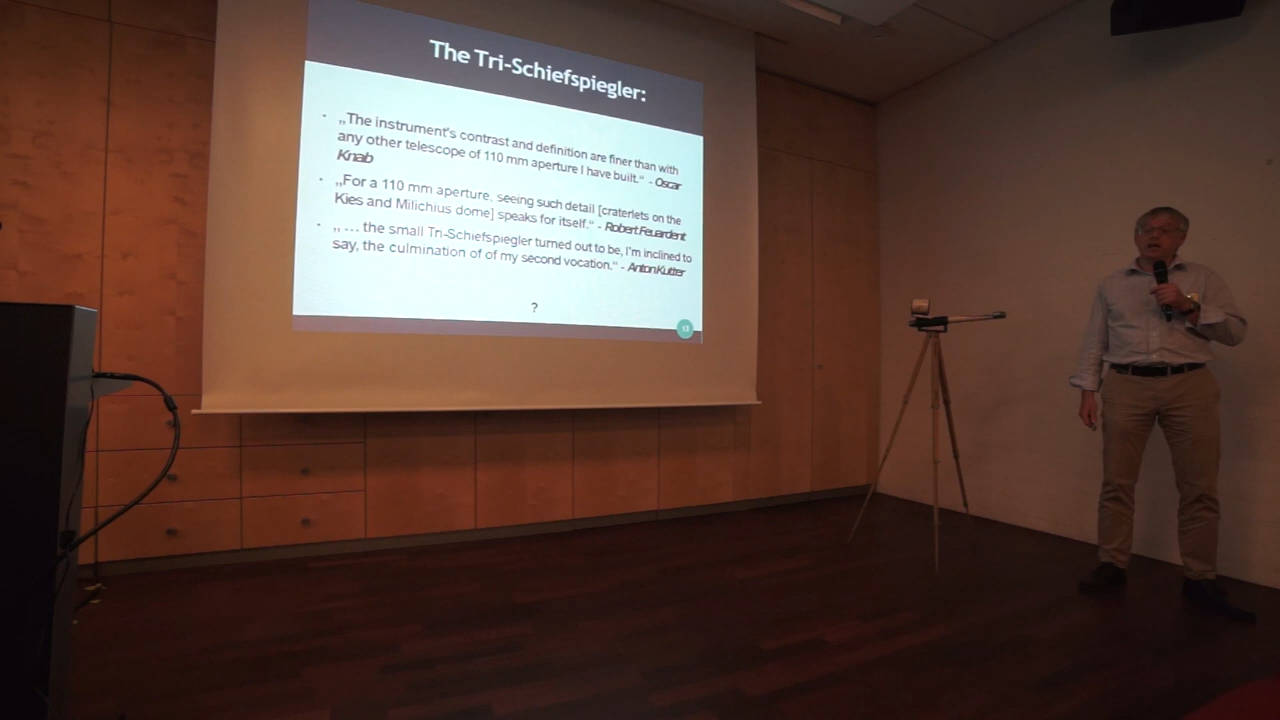 The Tri-Schiefspiegler:
• „The instrument's contrast and definition are finer than with
any other telescope of 110 mm aperture I have built.“ - Oscar
Knab
• „For a 110 mm aperture, seeing such detail [craterlets on the
Kies and Milichius dome] speaks for itself.“ - Robert Feuardent
• „ … the small Tri-Schiefspiegler turned out to be, I'm inclined to
say, the culmination of of my second vocation.“ - Anton Kutter
?
13